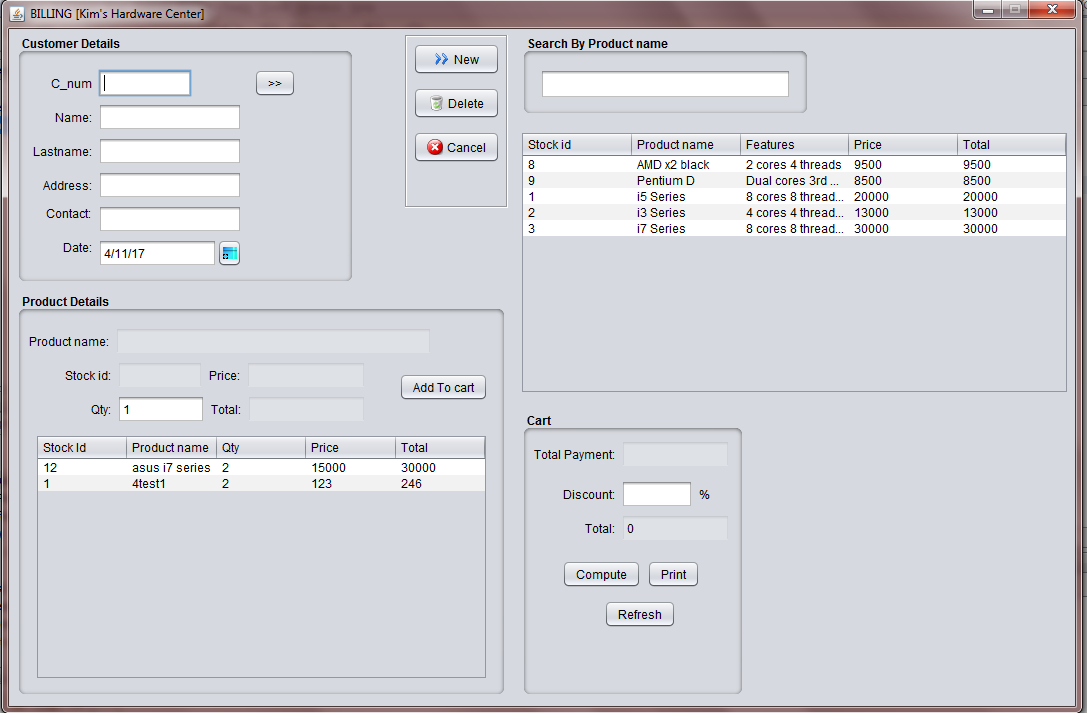 BILLING [Kim's Hardware Center]
Customer Details
C_num >>
Name:
Lastname:
Address:
Contact:
Date: 4/11/17
New
Delete
Cancel
Search By Product name
Stock id Product name Features Price Total
8 AMD x2 black 2 cores 4 threads 9500 9500
9 Pentium D Dual cores 3rd ... 8500 8500
1 i5 Series 8 cores 8 thread... 20000 20000
2 i3 Series 4 cores 4 thread... 13000 13000
3 i7 Series 8 cores 8 thread... 30000 30000
Product Details
Product name:
Stock id: Price:
Add To cart
Qty: 1 Total:
Stock Id Product name Qty Price Total
12 asus i7 series 2 15000 30000
1 4test1 2 123 246
Cart
Total Payment:
Discount: %
Total: 0
Compute Print
Refresh